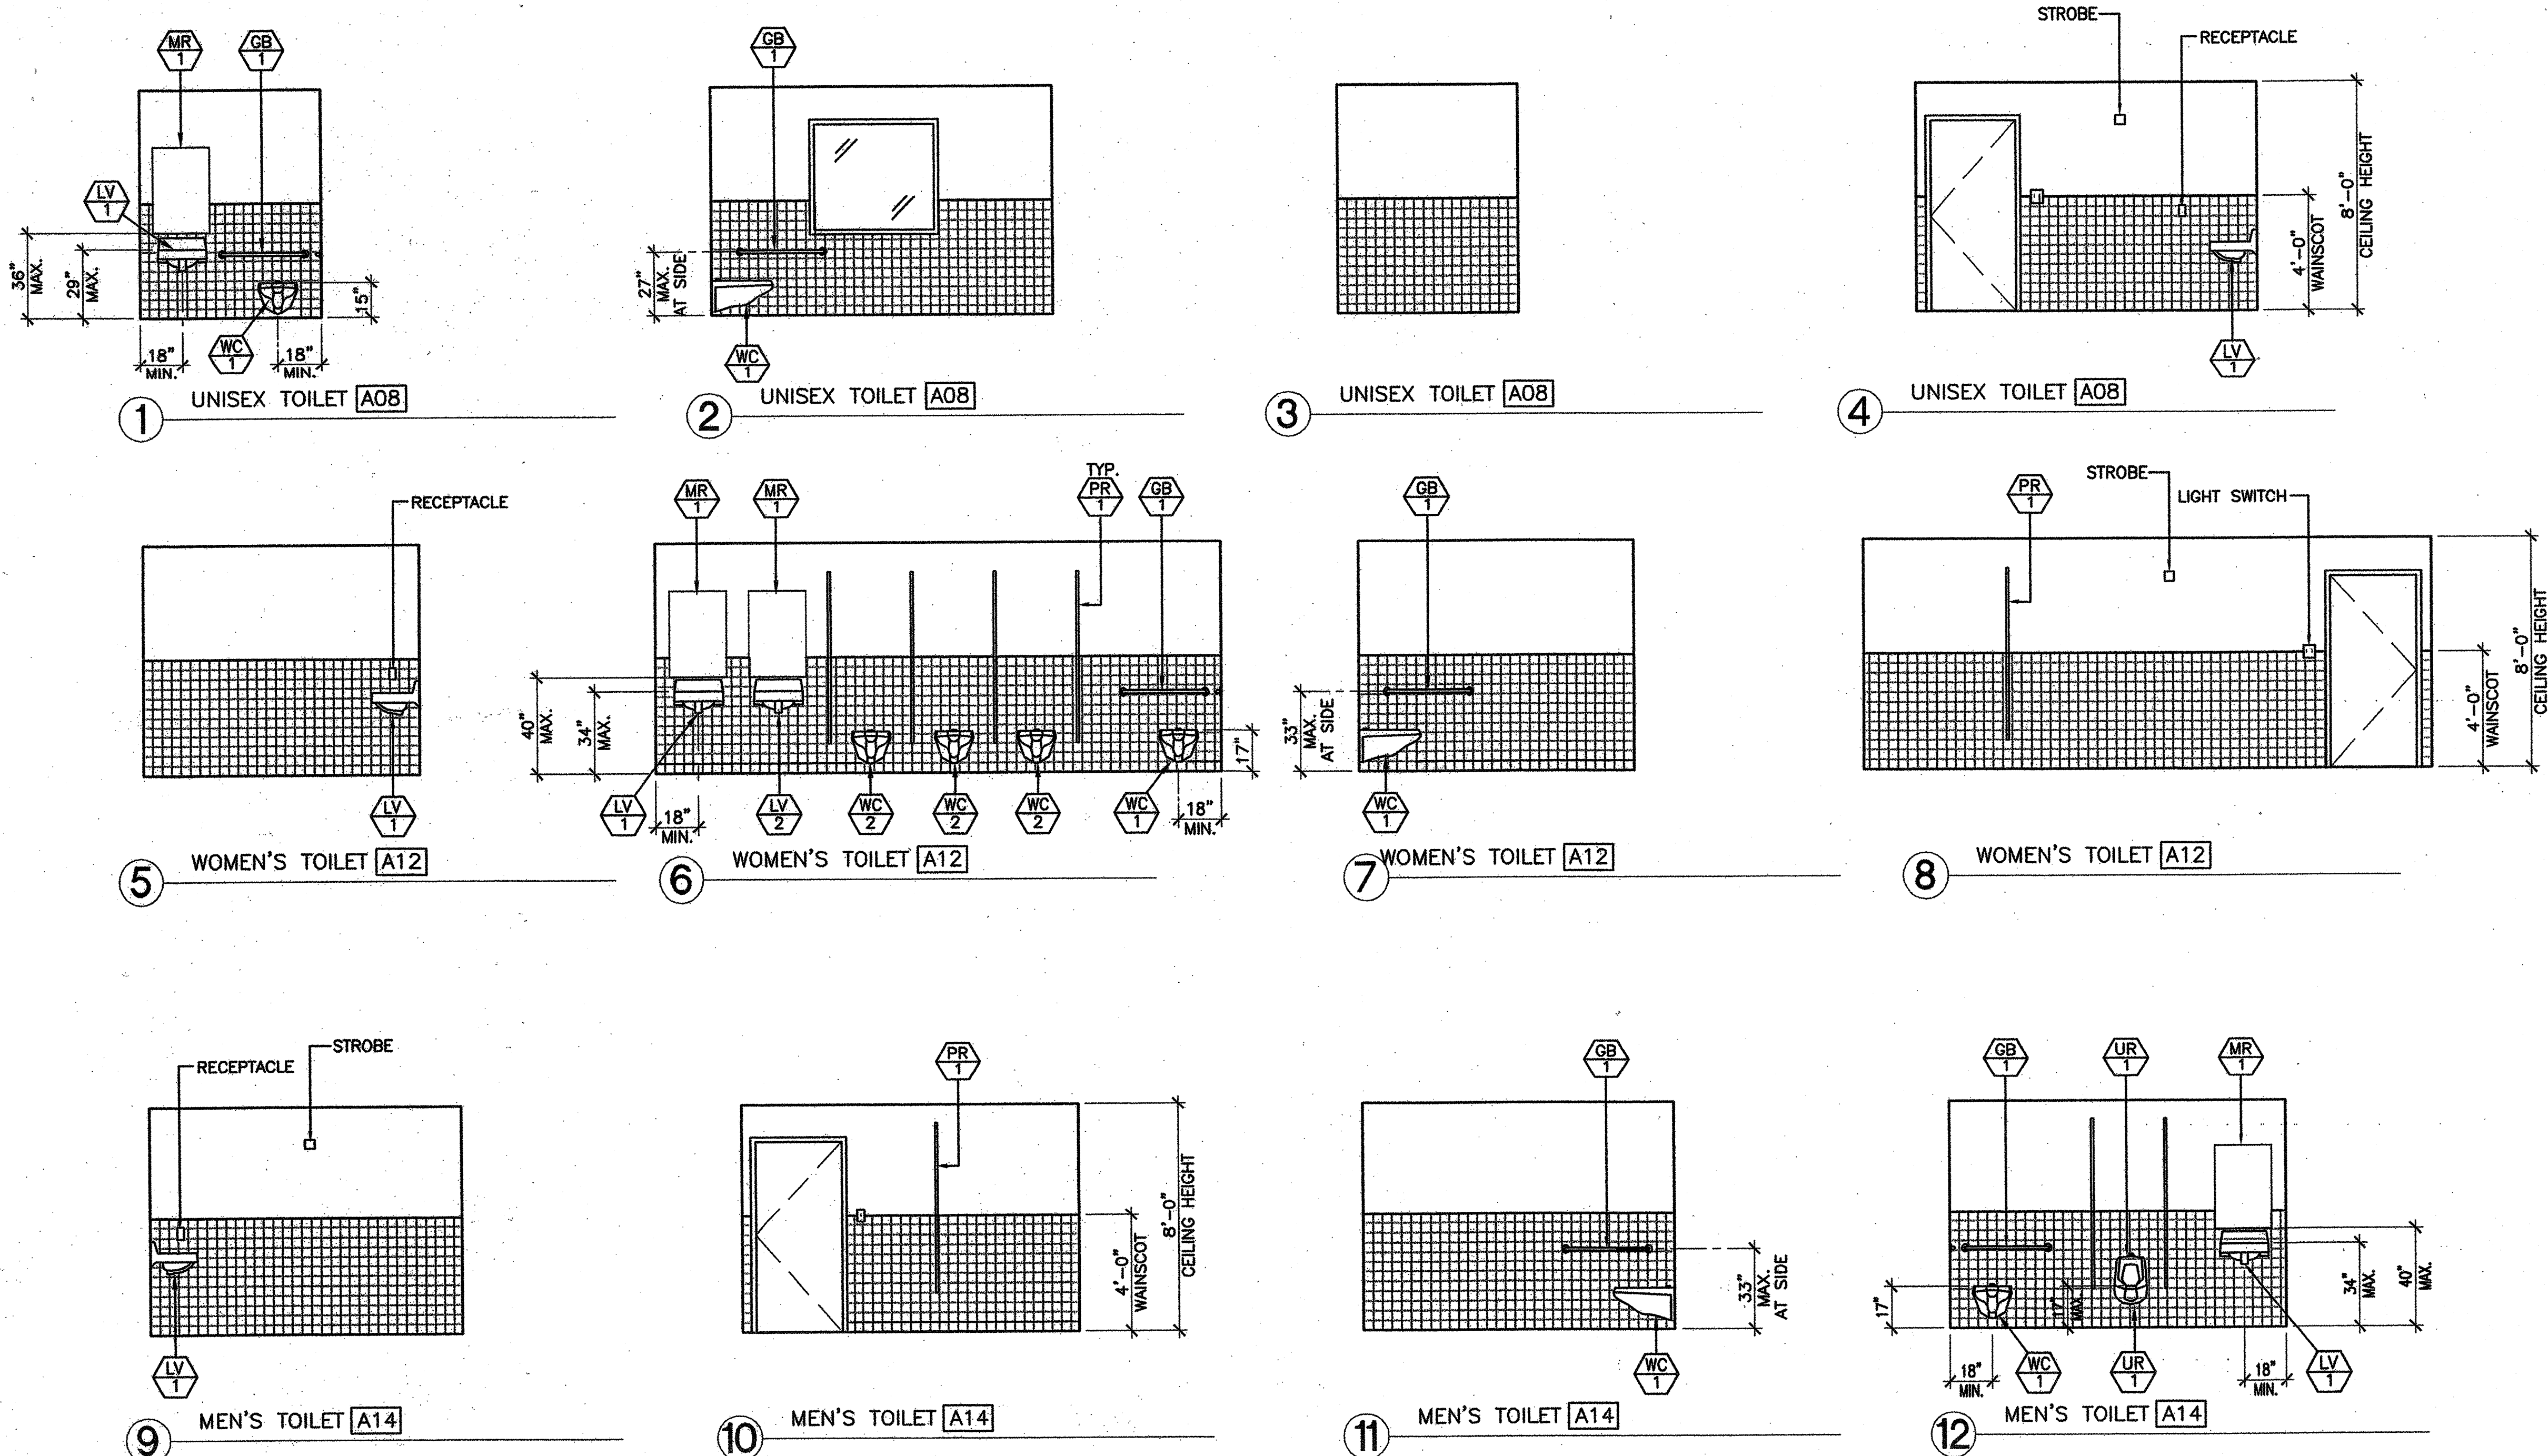 MR
1
GB
1
LV
1
36"
MAX.
29"
MAX.
15"
18"
MIN.
WC
1
18"
MIN.
1
UNISEX TOILET A08
GB
1
27"
MAX.
AT SIDE
WC
1
2
UNISEX TOILET A08
3
UNISEX TOILET A08
STROBE
RECEPTACLE
4'-0"
WAINSCOT
8'-0"
CEILING HEIGHT
LV
1
4
UNISEX TOILET A08
RECEPTACLE
LV
1
5
WOMEN'S TOILET A12
MR
1
MR
1
TYP.
PR
1
GB
1
40"
MAX.
34"
MAX.
17"
LV
1
18"
MIN.
LV
2
WC
2
WC
2
WC
2
WC
1
18"
MIN.
6
WOMEN'S TOILET A12
GB
1
33"
MAX.
AT SIDE
WC
1
7
WOMEN'S TOILET A12
PR
1
STROBE
LIGHT SWITCH
4'-0"
WAINSCOT
8'-0"
CEILING HEIGHT
8
WOMEN'S TOILET A12
RECEPTACLE
STROBE
LV
1
9
MEN'S TOILET A14
PR
1
4'-0"
WAINSCOT
8'-0"
CEILING HEIGHT
10
MEN'S TOILET A14
GB
1
33"
MAX.
AT SIDE
WC
1
11
MEN'S TOILET A14
GB
1
UR
1
MR
1
17"
17"
MAX.
34"
MAX.
40"
MAX.
18"
MIN.
WC
1
UR
1
18"
MIN.
LV
1
12
MEN'S TOILET A14